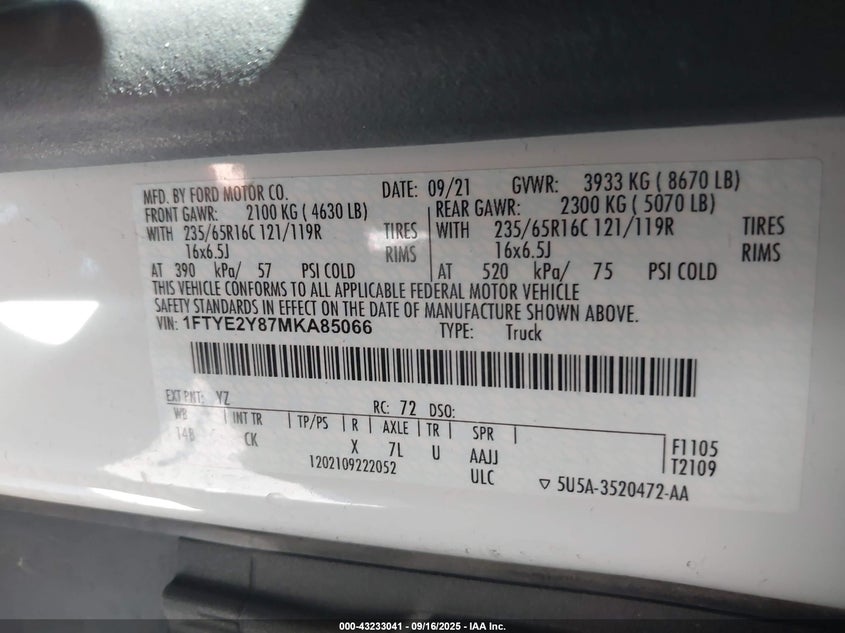 MFD. BY FORD MOTOR CO. DATE: 09/21 GVWR: 3933 KG ( 8670 LB)
FRONT GAWR: 2100 KG ( 4630 LB) REAR GAWR: 2300 KG ( 5070 LB)
WITH 235/65R16C 121/119R TIRES WITH 235/65R16C 121/119R TIRES
16x6.5J RIMS 16x6.5J RIMS
AT 390 kPa/ 57 PSI COLD AT 520 kPa/ 75 PSI COLD
THIS VEHICLE CONFORMS TO ALL APPLICABLE FEDERAL MOTOR VEHICLE
SAFETY STANDARDS IN EFFECT ON THE DATE OF MANUFACTURE SHOWN ABOVE.
VIN: 1FTYE2Y87MKA85066 TYPE: Truck
EXT PNT: YZ RC: 72 DSO:
WB INT TR TP/PS R AXLE TR SPR
148 CK X 7L U AAJJ F1105
1202109222052 ULC T2109
5U5A-3520472-AA
000-43233041 - 09/16/2025 - IAA Inc.